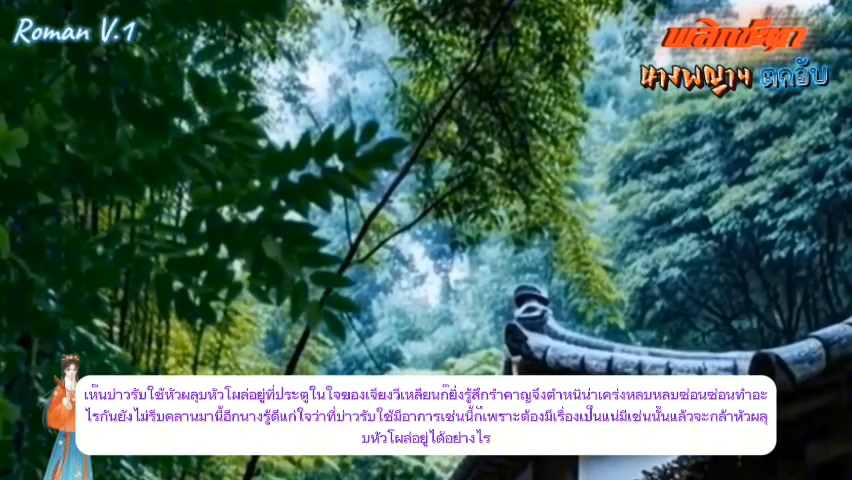 Roman V.1
พลิกชะตา
นางพญาฯ ตกอับ
เห็นบ่าวรับใช้หัวผลุบหัวโผล่อยู่ที่ประตูในใจของเจียงวีเหลียนก็ยิ่งรู้สึกรำคาญจึงตำหนิน่าเคร่งหลบหลบซ่อนซ่อนทำอะ
ไรกันยังไม่รีบคลานมานี้อีกนางรู้ดีแก่ใจว่าที่บ่าวรับใช้มีอาการเช่นนี้ก็เพราะต้องมีเรื่องเป็นแน่มีเช่นนั้นแล้วจะกล้าหัวผลุ
บหัวโผล่อยู่ได้อย่างไร